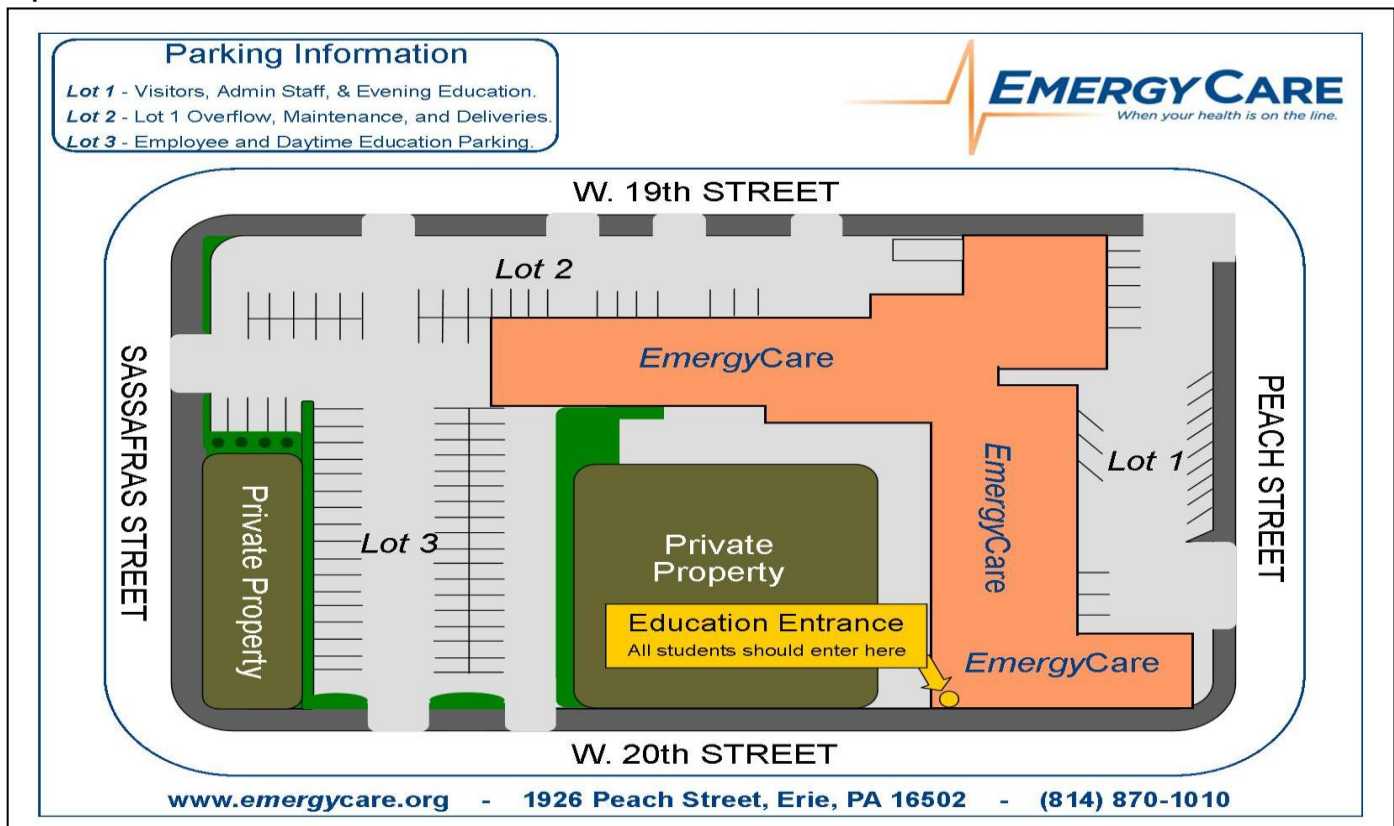 Parking Information
Lot 1 - Visitors, Admin Staff, & Evening Education.
Lot 2 - Lot 1 Overflow, Maintenance, and Deliveries.
Lot 3 - Employee and Daytime Education Parking.
EMERGYCARE
When your health is on the line.
W. 19th STREET
Lot 2
EmergyCare
SASSAFRAS STREET
PEACH STREET
Lot 1
EmergyCare
Private Property
Lot 3
Private
Property
Education Entrance
All students should enter here
EmergyCare
W. 20th STREET
www.emergycare.org - 1926 Peach Street, Erie, PA 16502 - (814) 870-1010